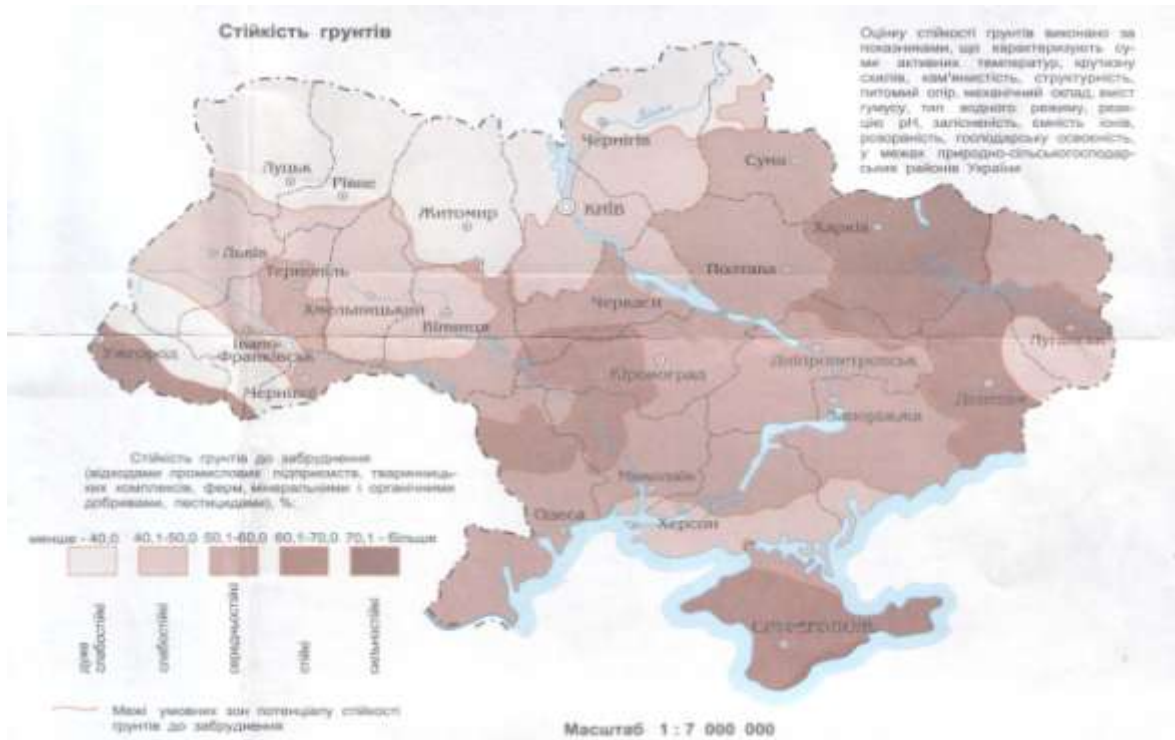 Стійкість грунтів
Оцінку стійкості грунтів виконано за
показниками, що характеризують су-
ми активних температур, крутизну
схилів, кам'янистість, структурність,
питомий опір, механічний склад, вміст
гумусу, тип водного режиму, реак-
цію рН, залісненість, ємність іонів,
розораність, господарську освоєність,
у межах природно-сільськогосподар-
ських районів України
Чернігів
Суми
Луцьк
Рівне
Житомир
Київ
Харків
Львів
Тернопіль
Полтава
Хмельницький
Черкаси
Вінниця
Ужгород
Івано-
Франківськ
Луганськ
Дніпропетровськ
Кіровоград
Чернівці
Донецьк
Запоріжжя
Миколаїв
Одеса
Херсон
Сімферополь
Стійкість грунтів до забруднення
(відходами промислових підприємств, тваринниць-
ких комплексів, ферм, мінеральними і органічними
добривами, пестицидами), %:
менше - 40,0 40,1-50,0 50,1-60,0 60,1-70,0 70,1 - більше
дуже
слабостійкі
слабостійкі
середньостійкі
стійкі
сильностійкі
Межі умовних зон потенціалу стійкості
грунтів до забруднення
Масштаб 1 : 7 000 000